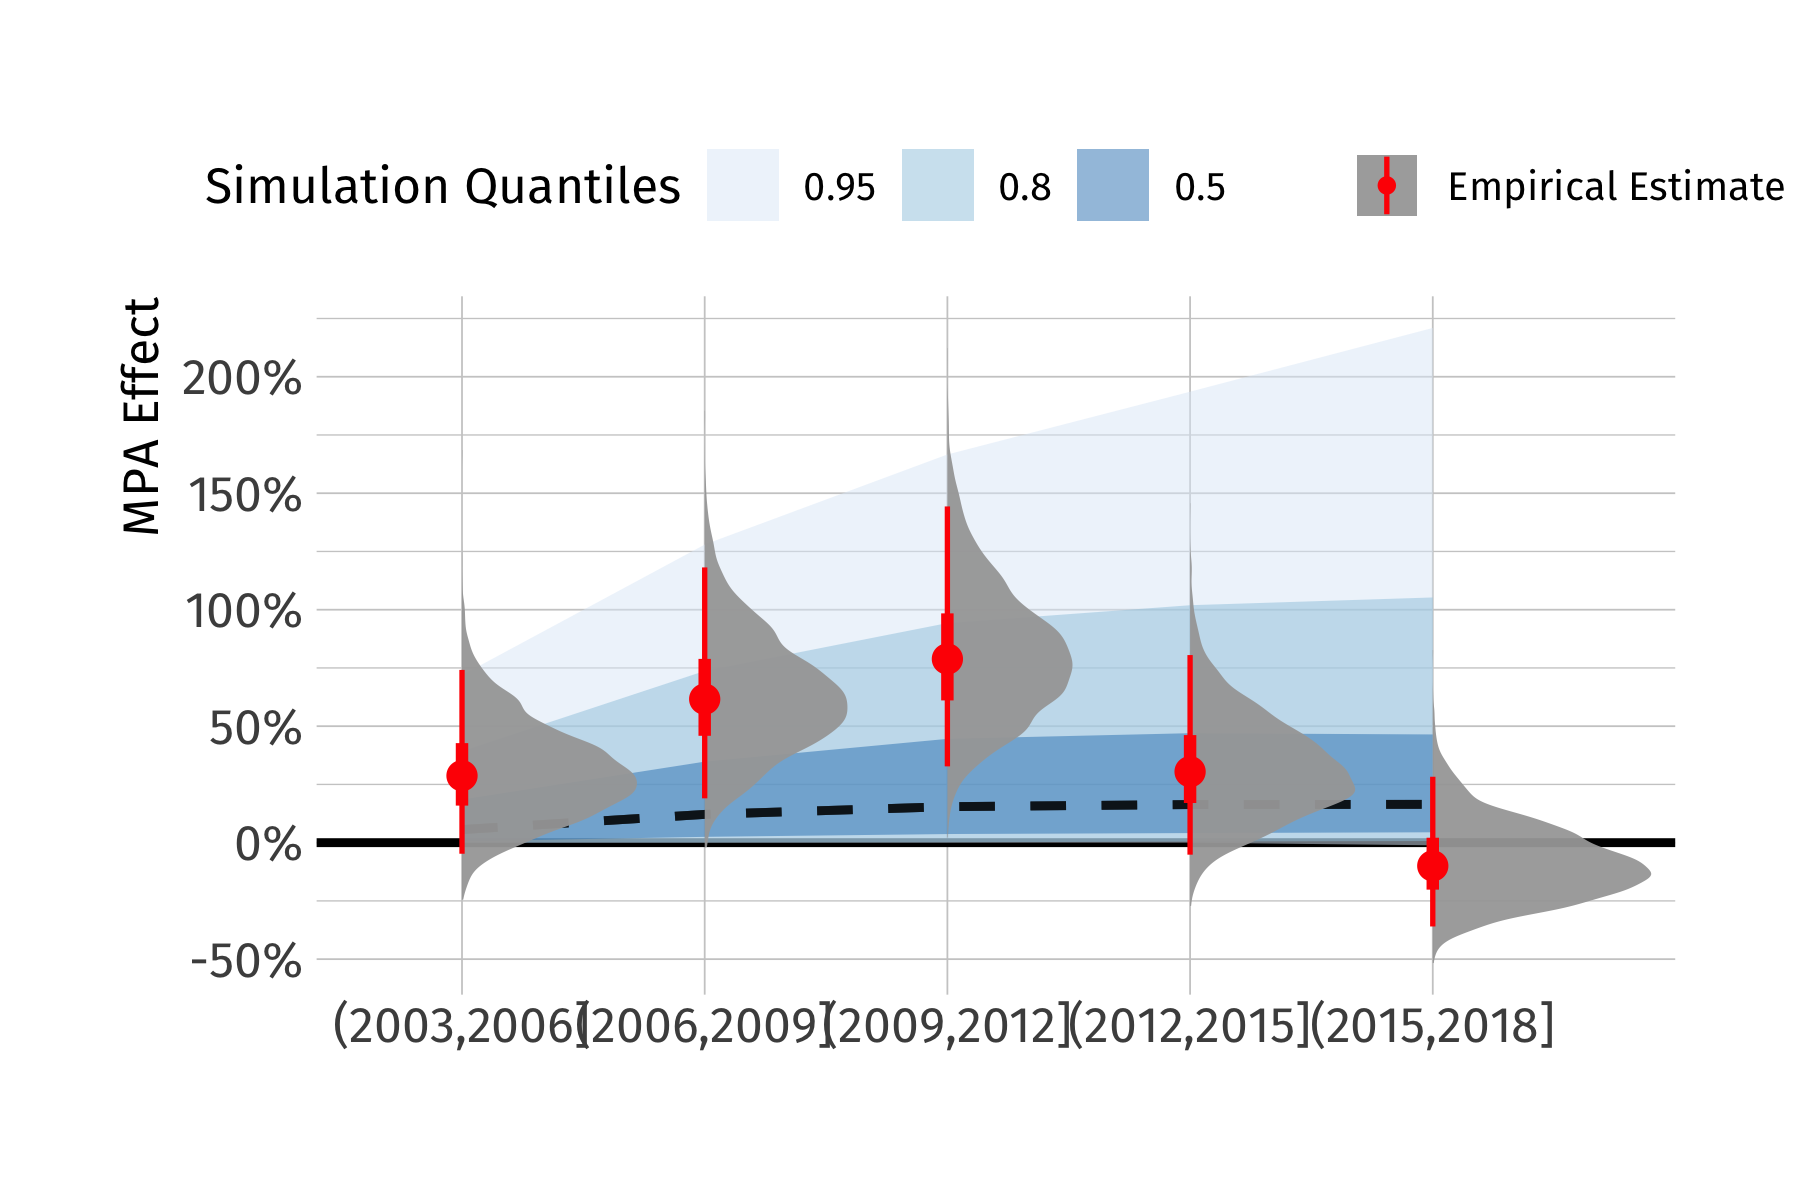 Simulation Quantiles 0.95 0.8 0.5 Empirical Estimate
MPA Effect
200%
150%
100%
50%
0%
-50%
(2003,2006] (2006,2009] (2009,2012] (2012,2015] (2015,2018]